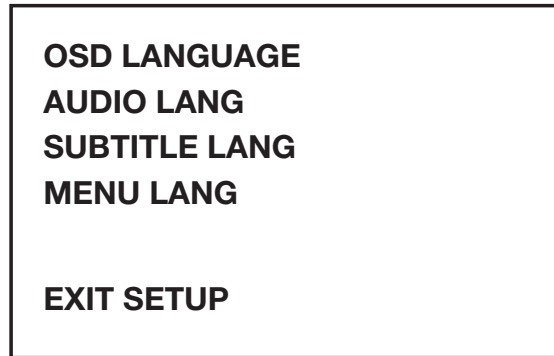 OSD LANGUAGE
AUDIO LANG
SUBTITLE LANG
MENU LANG
EXIT SETUP